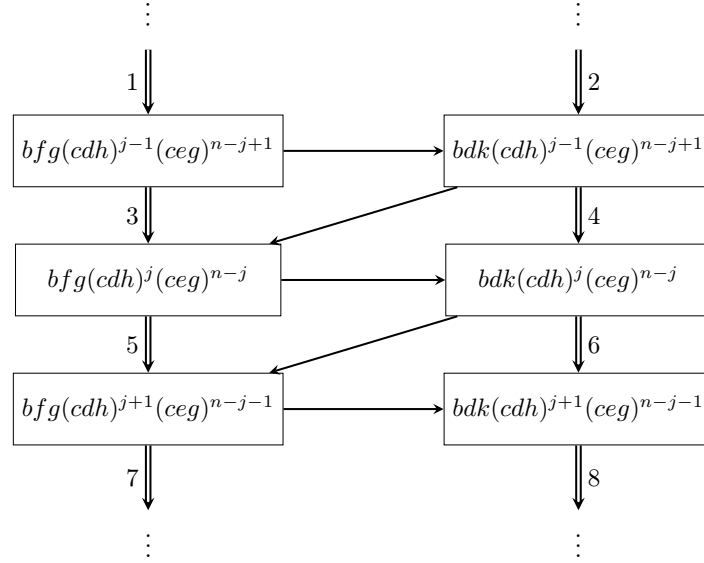 ⋮ ⋮
1 2
bfg(cdh)^{j-1}(ceg)^{n-j+1} bdk(cdh)^{j-1}(ceg)^{n-j+1}
3 4
bfg(cdh)^{j}(ceg)^{n-j} bdk(cdh)^{j}(ceg)^{n-j}
5 6
bfg(cdh)^{j+1}(ceg)^{n-j-1} bdk(cdh)^{j+1}(ceg)^{n-j-1}
7 8
⋮ ⋮